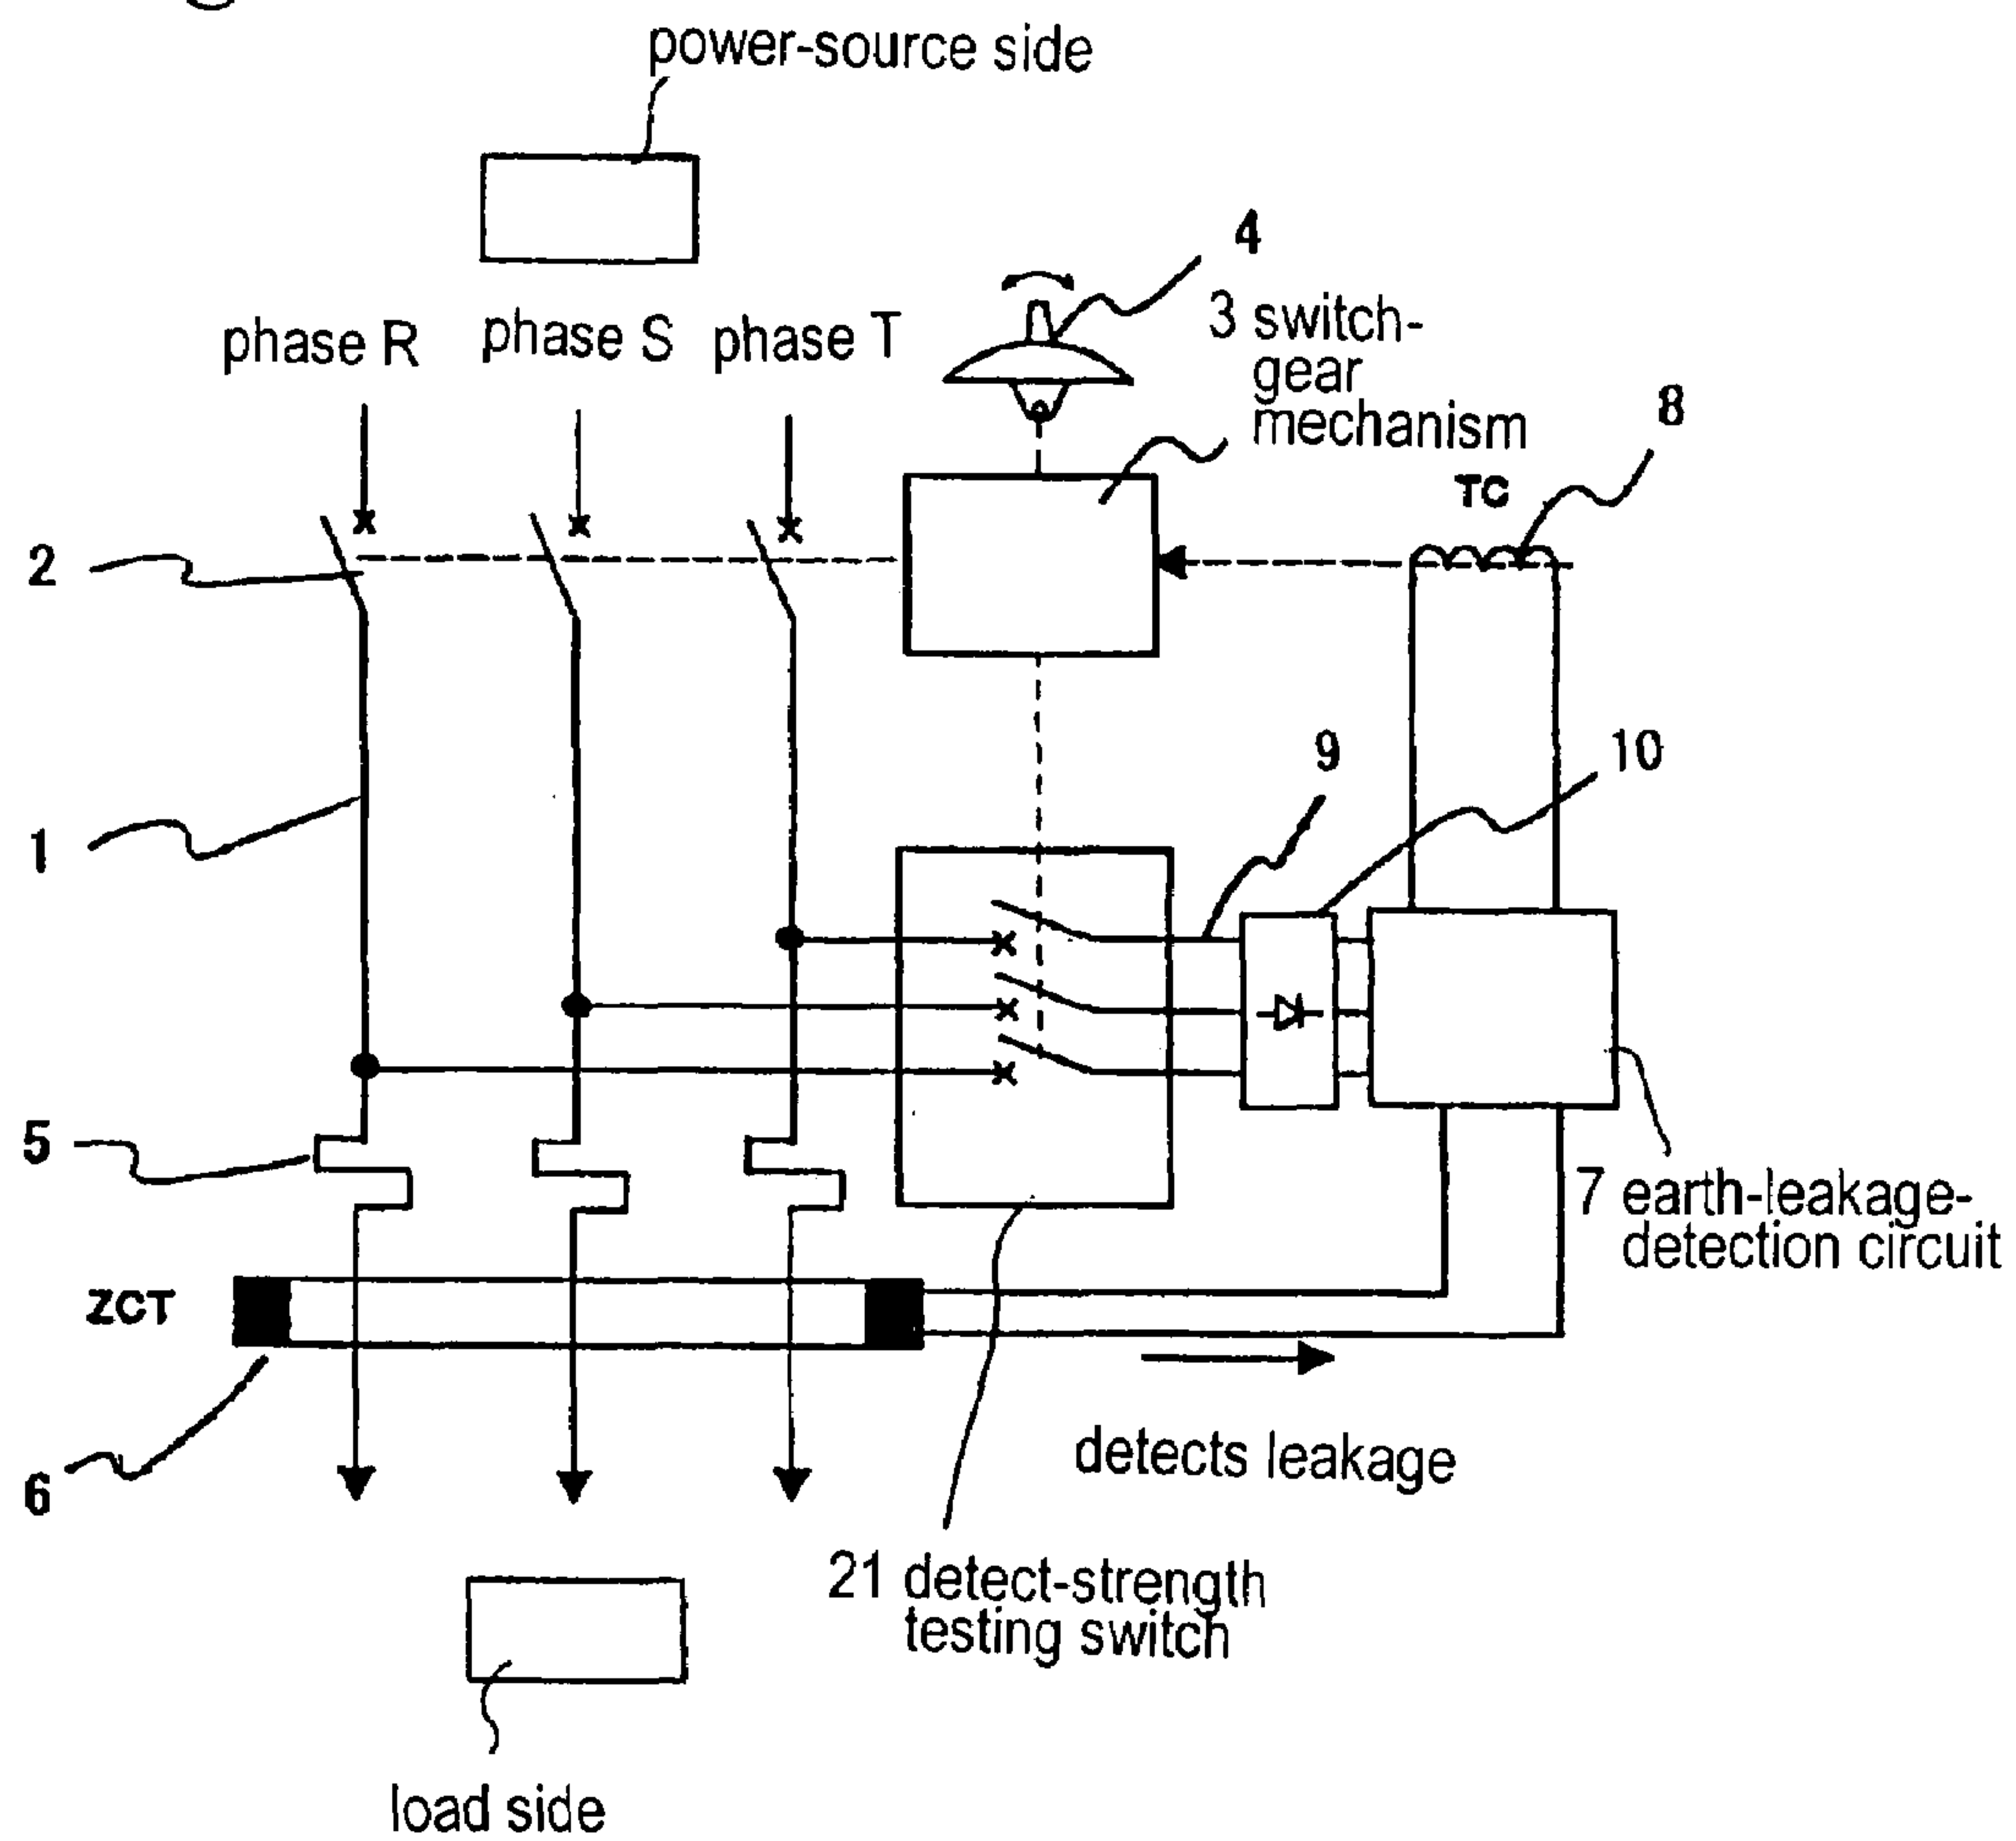 power-source side
4
phase R
phase S
phase T
3 switch-
gear
mechanism
8
TC
2
9
10
1
5
7 earth-leakage-
detection circuit
ZCT
detects leakage
6
21 detect-strength
testing switch
load side